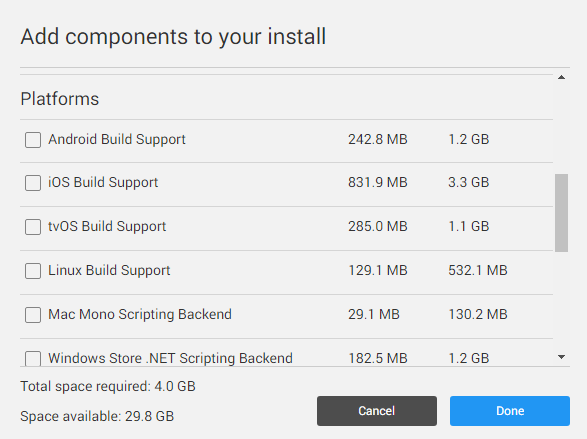 Add components to your install
Platforms
Android Build Support 242.8 MB 1.2 GB
iOS Build Support 831.9 MB 3.3 GB
tvOS Build Support 285.0 MB 1.1 GB
Linux Build Support 129.1 MB 532.1 MB
Mac Mono Scripting Backend 29.1 MB 130.2 MB
Windows Store .NET Scripting Backend 182.5 MB 1.2 GB
Total space required: 4.0 GB
Space available: 29.8 GB
Cancel Done